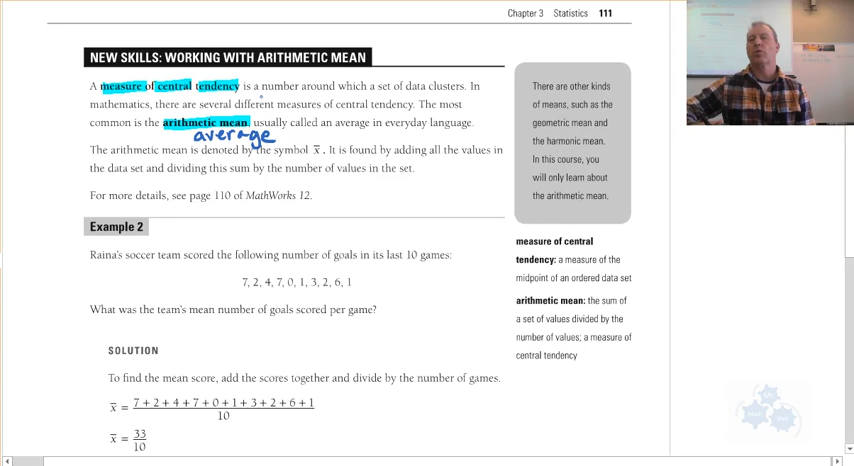 Chapter 3 Statistics 111
NEW SKILLS: WORKING WITH ARITHMETIC MEAN
A measure of central tendency is a number around which a set of data clusters. In
mathematics, there are several different measures of central tendency. The most
common is the arithmetic mean, usually called an average in everyday language.
average
The arithmetic mean is denoted by the symbol x̅. It is found by adding all the values in
the data set and dividing this sum by the number of values in the set.
For more details, see page 110 of MathWorks 12.
There are other kinds
of means, such as the
geometric mean and
the harmonic mean.
In this course, you
will only learn about
the arithmetic mean.
Example 2
Raina's soccer team scored the following number of goals in its last 10 games:
7, 2, 4, 7, 0, 1, 3, 2, 6, 1
What was the team's mean number of goals scored per game?
measure of central
tendency: a measure of the
midpoint of an ordered data set
arithmetic mean: the sum of
a set of values divided by the
number of values; a measure of
central tendency
SOLUTION
To find the mean score, add the scores together and divide by the number of games.
x̅ = 7 + 2 + 4 + 7 + 0 + 1 + 3 + 2 + 6 + 1
10
x̅ = 33
10